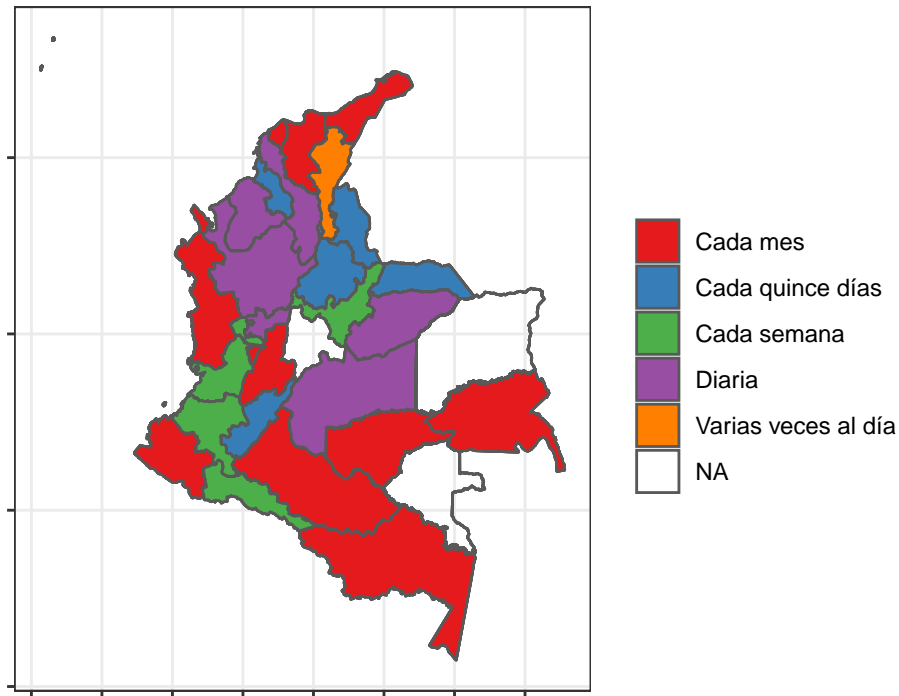 Cada mes
Cada quince días
Cada semana
Diaria
Varias veces al día
NA